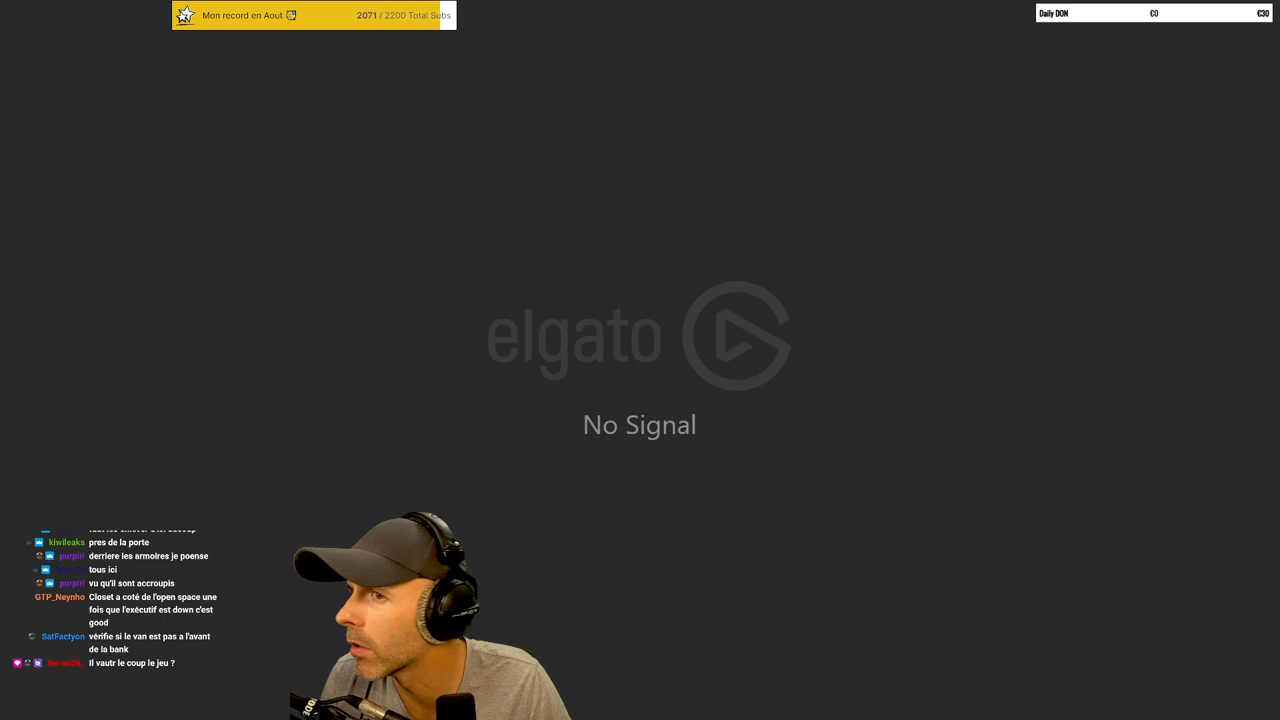 Mon record en Aout
2071 / 2200 Total Subs
Daily DON
€0
€30
elgato
No Signal
kiwileaks pres de la porte
purpiri derriere les armoires je poense
tous ici
purpiri vu qu'il sont accroupis
GTP_Neynho Closet a coté de l'open space une
fois que l'exécutif est down c'est
good
SatFactyon vérifie si le van est pas a l'avant
de la bank
Il vautr le coup le jeu ?